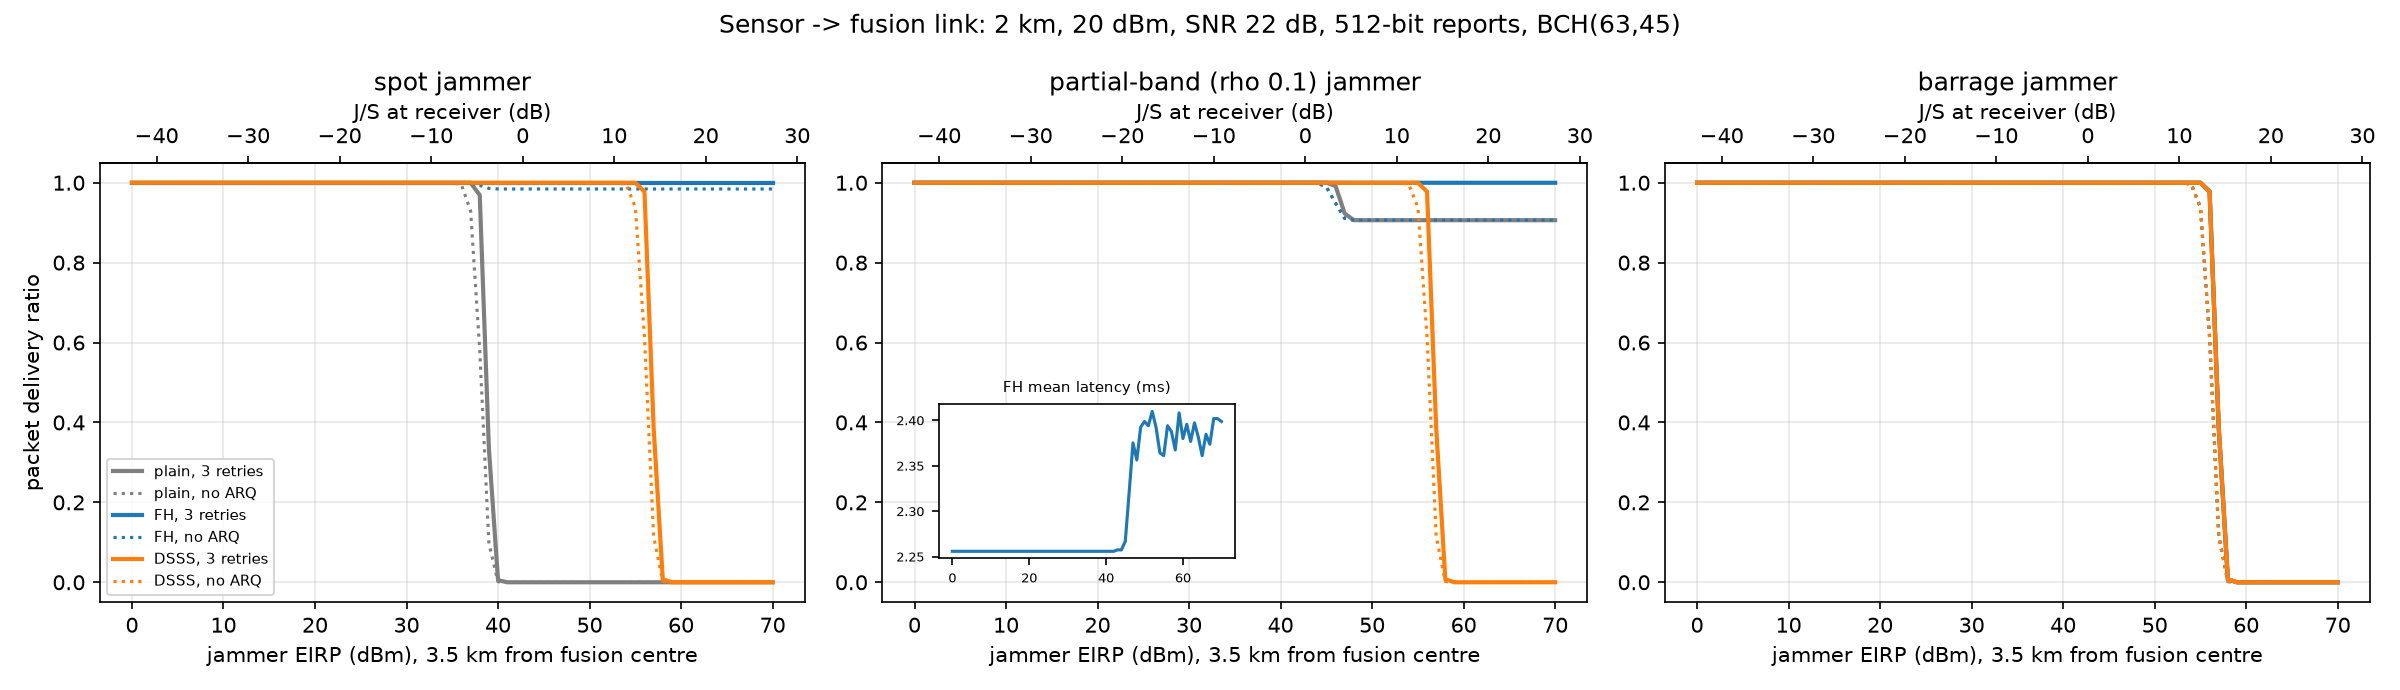 Sensor -> fusion link: 2 km, 20 dBm, SNR 22 dB, 512-bit reports, BCH(63,45)
spot jammer
J/S at receiver (dB)
−40 −30 −20 −10 0 10 20 30
1.0
0.8
0.6
0.4
0.2
0.0
packet delivery ratio
plain, 3 retries
plain, no ARQ
FH, 3 retries
FH, no ARQ
DSSS, 3 retries
DSSS, no ARQ
0 10 20 30 40 50 60 70
jammer EIRP (dBm), 3.5 km from fusion centre
partial-band (rho 0.1) jammer
J/S at receiver (dB)
−40 −30 −20 −10 0 10 20 30
1.0
0.8
0.6
0.4
0.2
0.0
FH mean latency (ms)
2.40
2.35
2.30
2.25
0 20 40 60
0 10 20 30 40 50 60 70
jammer EIRP (dBm), 3.5 km from fusion centre
barrage jammer
J/S at receiver (dB)
−40 −30 −20 −10 0 10 20 30
1.0
0.8
0.6
0.4
0.2
0.0
0 10 20 30 40 50 60 70
jammer EIRP (dBm), 3.5 km from fusion centre